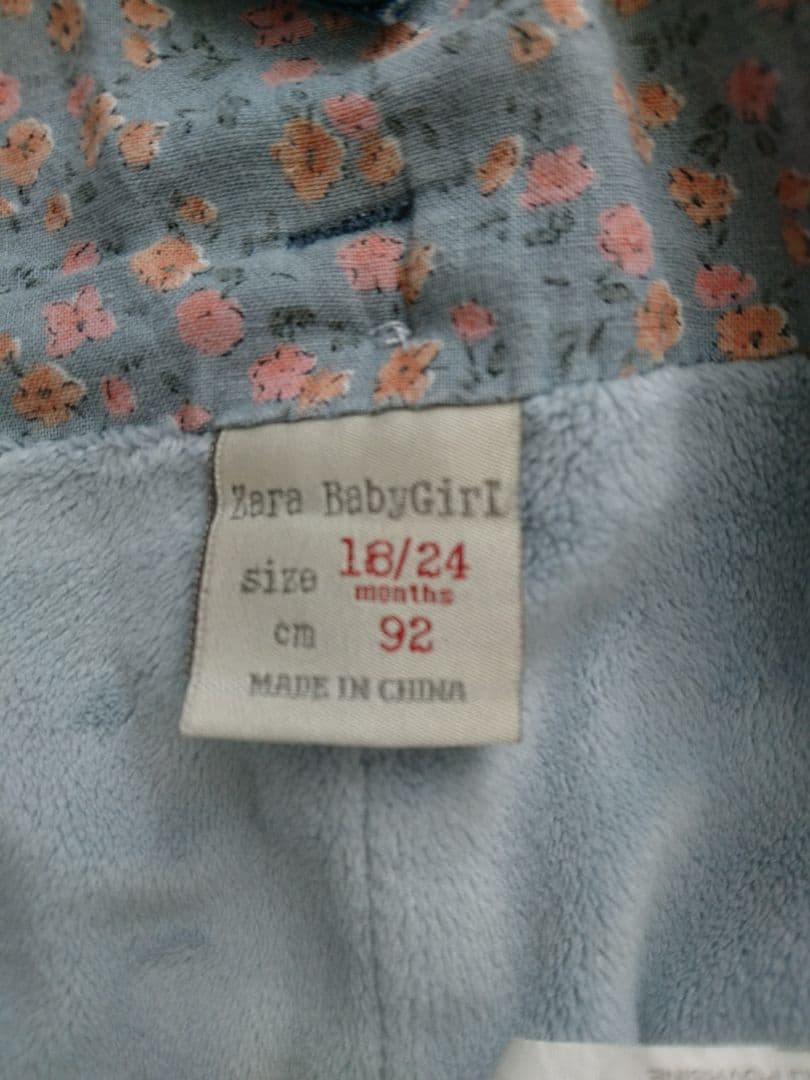 Zara BabyGirl
size 18/24
months
cm 92
MADE IN CHINA